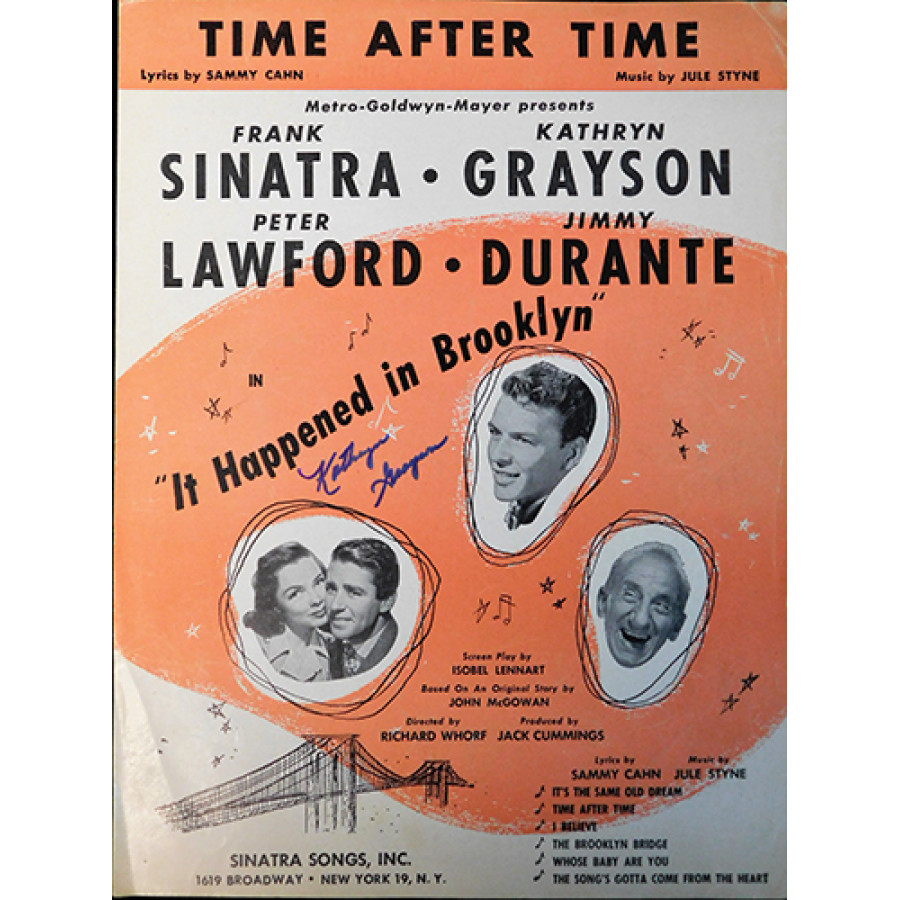 TIME AFTER TIME
Lyrics by SAMMY CAHN Music by JULE STYNE
Metro-Goldwyn-Mayer presents
FRANK KATHRYN
SINATRA • GRAYSON
PETER JIMMY
LAWFORD • DURANTE
IN
"It Happened in Brooklyn"
Kathryn
Grayson
Screen Play by
ISOBEL LENNART
Based On An Original Story by
JOHN McGOWAN
Directed by Produced by
RICHARD WHORF JACK CUMMINGS
Lyrics by Music by
SAMMY CAHN JULE STYNE
IT'S THE SAME OLD DREAM
TIME AFTER TIME
I BELIEVE
THE BROOKLYN BRIDGE
WHOSE BABY ARE YOU
THE SONG'S GOTTA COME FROM THE HEART
SINATRA SONGS, INC.
1619 BROADWAY • NEW YORK 19, N. Y.